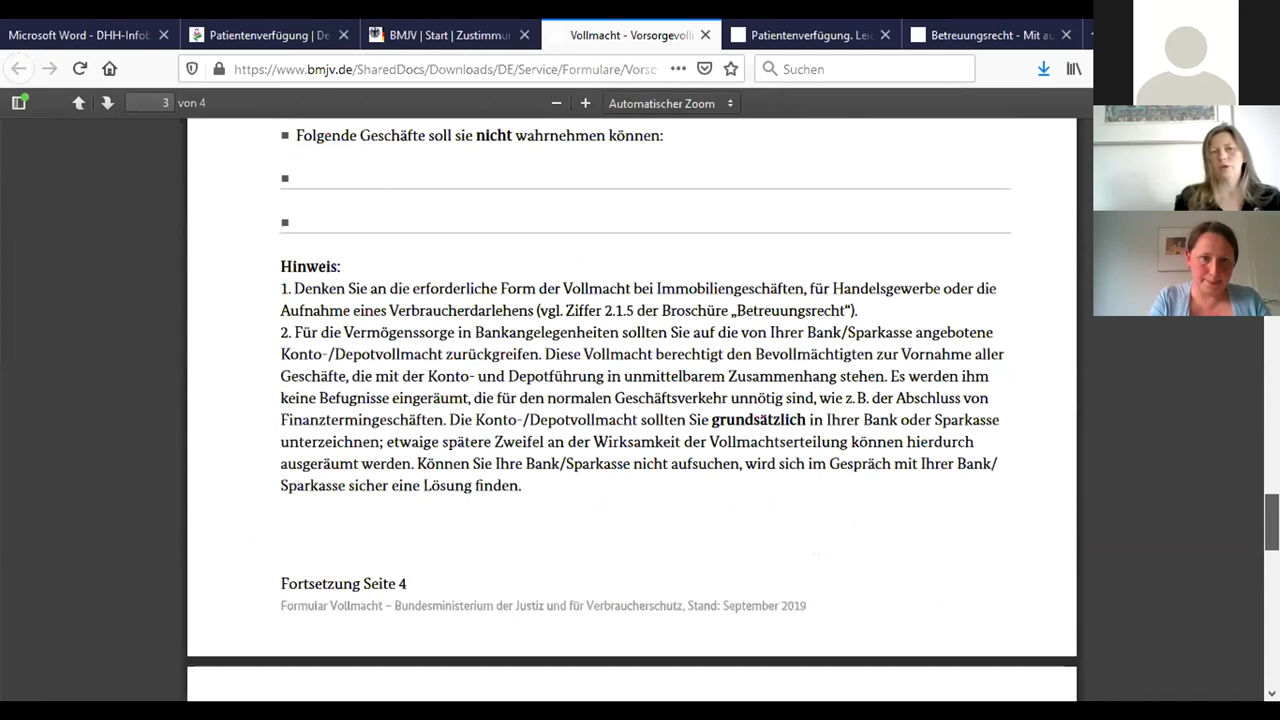 Microsoft Word - DHH-Infob
Patientenverfügung | De
BMJV | Start | Zustimmu
Vollmacht - Vorsorgevoll
Patientenverfügung. Leid
Betreuungsrecht - Mit au
https://www.bmjv.de/SharedDocs/Downloads/DE/Service/Formulare/Vorsc
Suchen
3 von 4
Automatischer Zoom
Folgende Geschäfte soll sie nicht wahrnehmen können:
Hinweis:
1. Denken Sie an die erforderliche Form der Vollmacht bei Immobiliengeschäften, für Handelsgewerbe oder die
Aufnahme eines Verbraucherdarlehens (vgl. Ziffer 2.1.5 der Broschüre „Betreuungsrecht“).
2. Für die Vermögenssorge in Bankangelegenheiten sollten Sie auf die von Ihrer Bank/Sparkasse angebotene
Konto-/Depotvollmacht zurückgreifen. Diese Vollmacht berechtigt den Bevollmächtigten zur Vornahme aller
Geschäfte, die mit der Konto- und Depotführung in unmittelbarem Zusammenhang stehen. Es werden ihm
keine Befugnisse eingeräumt, die für den normalen Geschäftsverkehr unnötig sind, wie z. B. der Abschluss von
Finanztermingeschäften. Die Konto-/Depotvollmacht sollten Sie grundsätzlich in Ihrer Bank oder Sparkasse
unterzeichnen; etwaige spätere Zweifel an der Wirksamkeit der Vollmachtserteilung können hierdurch
ausgeräumt werden. Können Sie Ihre Bank/Sparkasse nicht aufsuchen, wird sich im Gespräch mit Ihrer Bank/
Sparkasse sicher eine Lösung finden.
Fortsetzung Seite 4
Formular Vollmacht – Bundesministerium der Justiz und für Verbraucherschutz, Stand: September 2019